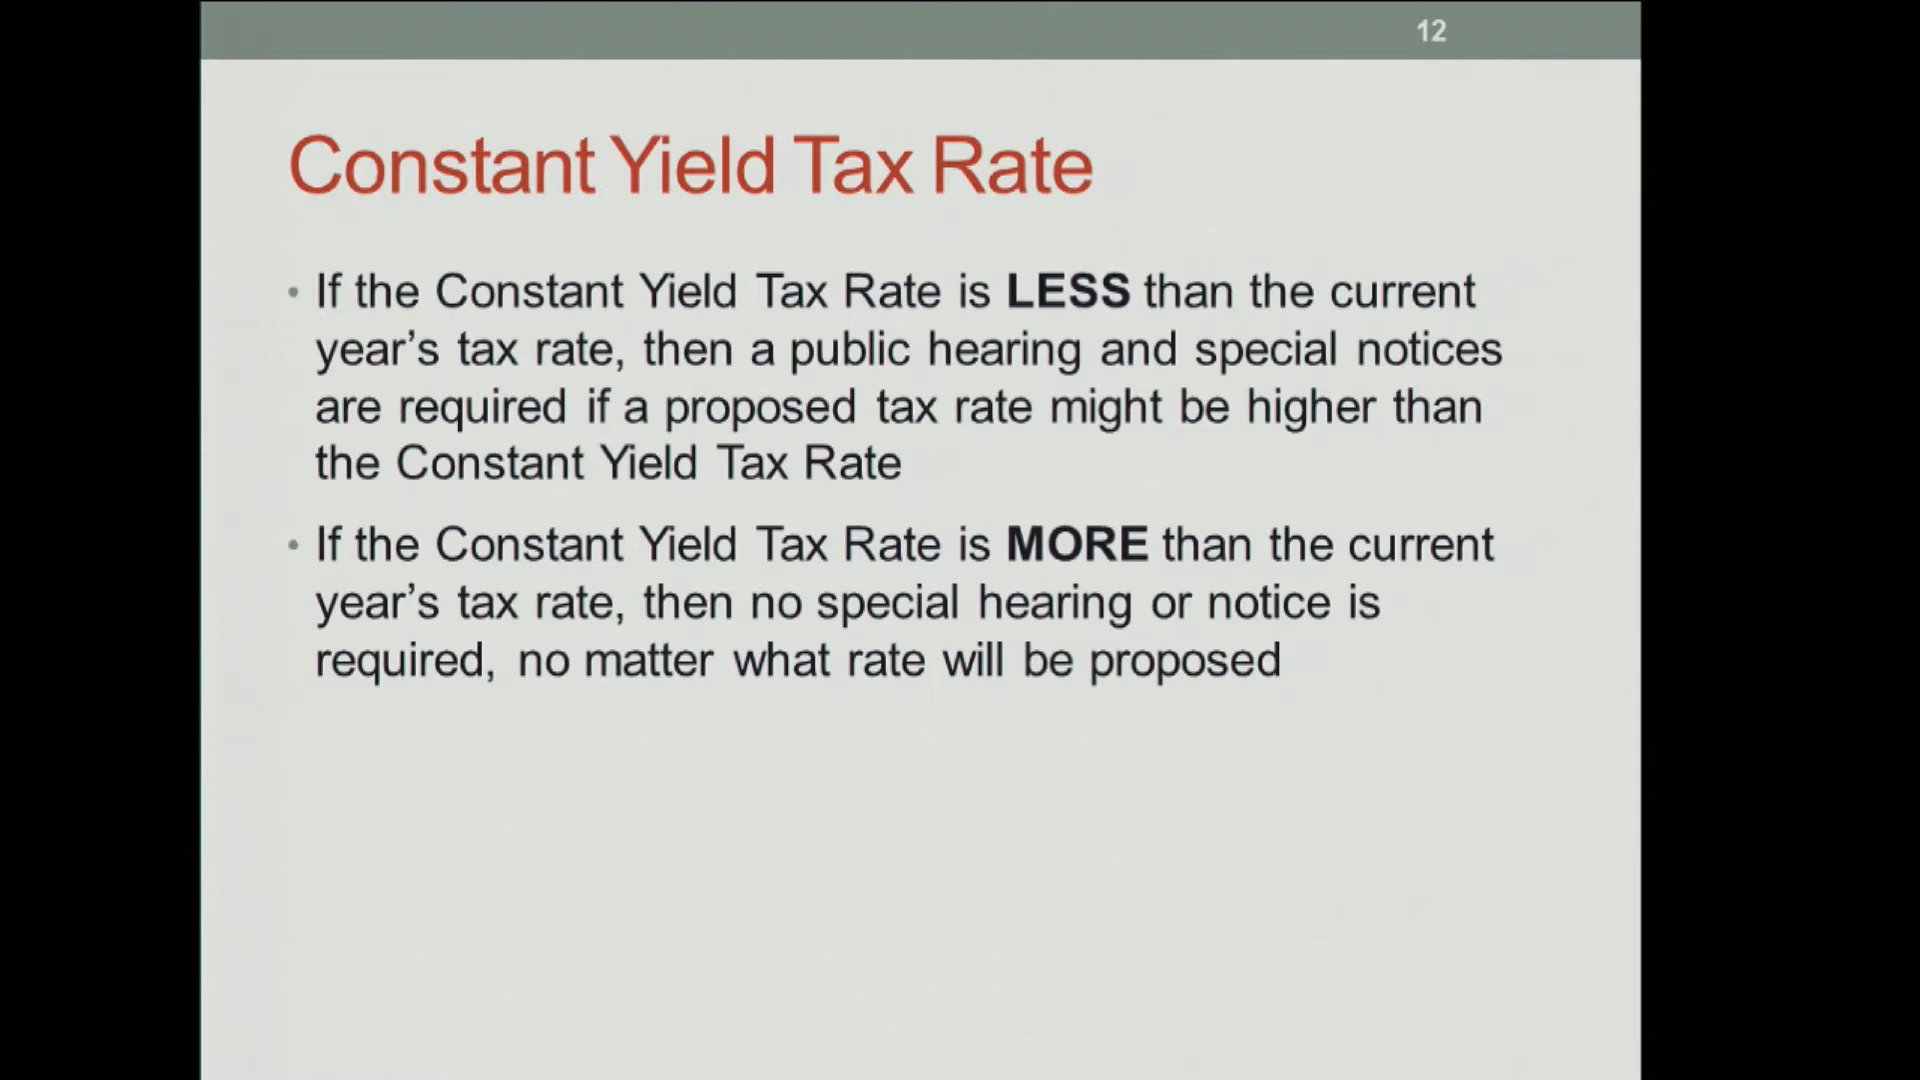 12
Constant Yield Tax Rate
• If the Constant Yield Tax Rate is LESS than the current
year’s tax rate, then a public hearing and special notices
are required if a proposed tax rate might be higher than
the Constant Yield Tax Rate
• If the Constant Yield Tax Rate is MORE than the current
year’s tax rate, then no special hearing or notice is
required, no matter what rate will be proposed